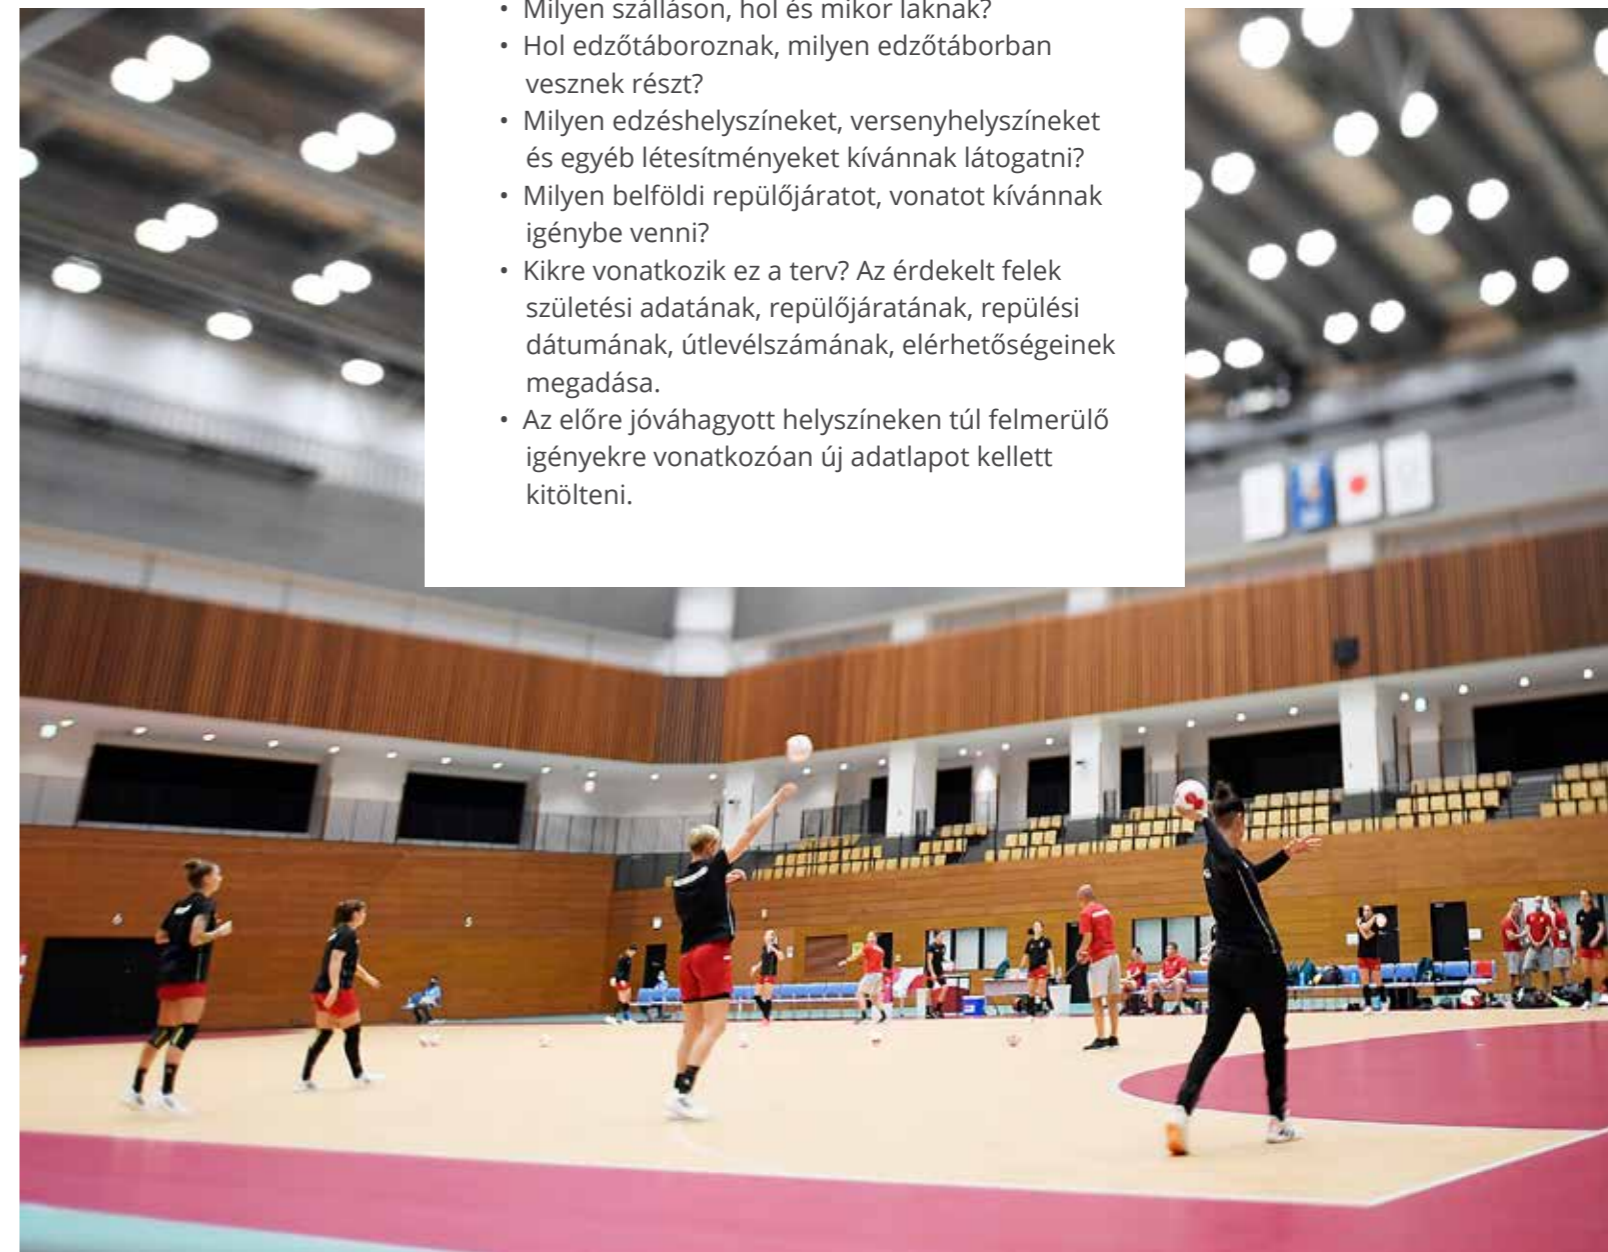 • Milyen szálláson, hol és mikor laknak?
• Hol edzőtáboroznak, milyen edzőtáborban
vesznek részt?
• Milyen edzéshelyszíneket, versenyhelyszíneket
és egyéb létesítményeket kívánnak látogatni?
• Milyen belföldi repülőjáratot, vonatot kívánnak
igénybe venni?
• Kikre vonatkozik ez a terv? Az érdekelt felek
születési adatának, repülőjáratának, repülési
dátumának, útlevélszámának, elérhetőségeinek
megadása.
• Az előre jóváhagyott helyszíneken túl felmerülő
igényekre vonatkozóan új adatlapot kellett
kitölteni.
6
5